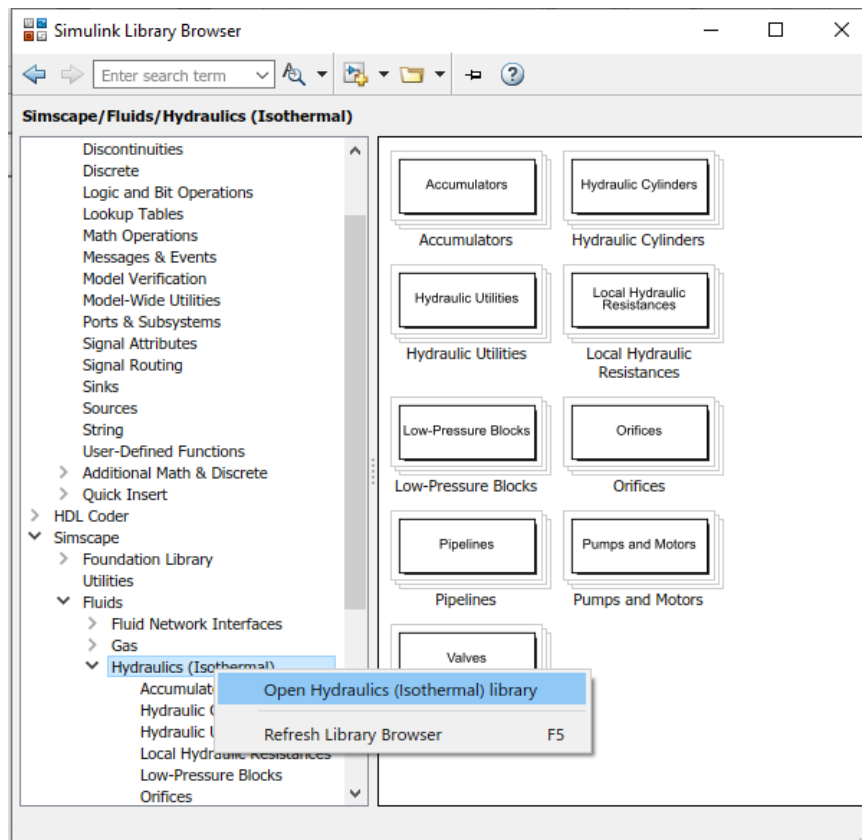 Simulink Library Browser
Enter search term
Simscape/Fluids/Hydraulics (Isothermal)
Discontinuities
Discrete
Logic and Bit Operations
Lookup Tables
Math Operations
Messages & Events
Model Verification
Model-Wide Utilities
Ports & Subsystems
Signal Attributes
Signal Routing
Sinks
Sources
String
User-Defined Functions
Additional Math & Discrete
Quick Insert
HDL Coder
Simscape
Foundation Library
Utilities
Fluids
Fluid Network Interfaces
Gas
Hydraulics (Isothermal)
Hydraulic
Hydraulic
Local Hydraulic Resistances
Low-Pressure Blocks
Orifices
Open Hydraulics (Isothermal) library
Refresh Library Browser F5
Accumulators
Accumulators
Hydraulic Cylinders
Hydraulic Cylinders
Hydraulic Utilities
Hydraulic Utilities
Local Hydraulic
Resistances
Local Hydraulic
Resistances
Low-Pressure Blocks
Low-Pressure Blocks
Orifices
Orifices
Pipelines
Pipelines
Pumps and Motors
Pumps and Motors
Valves